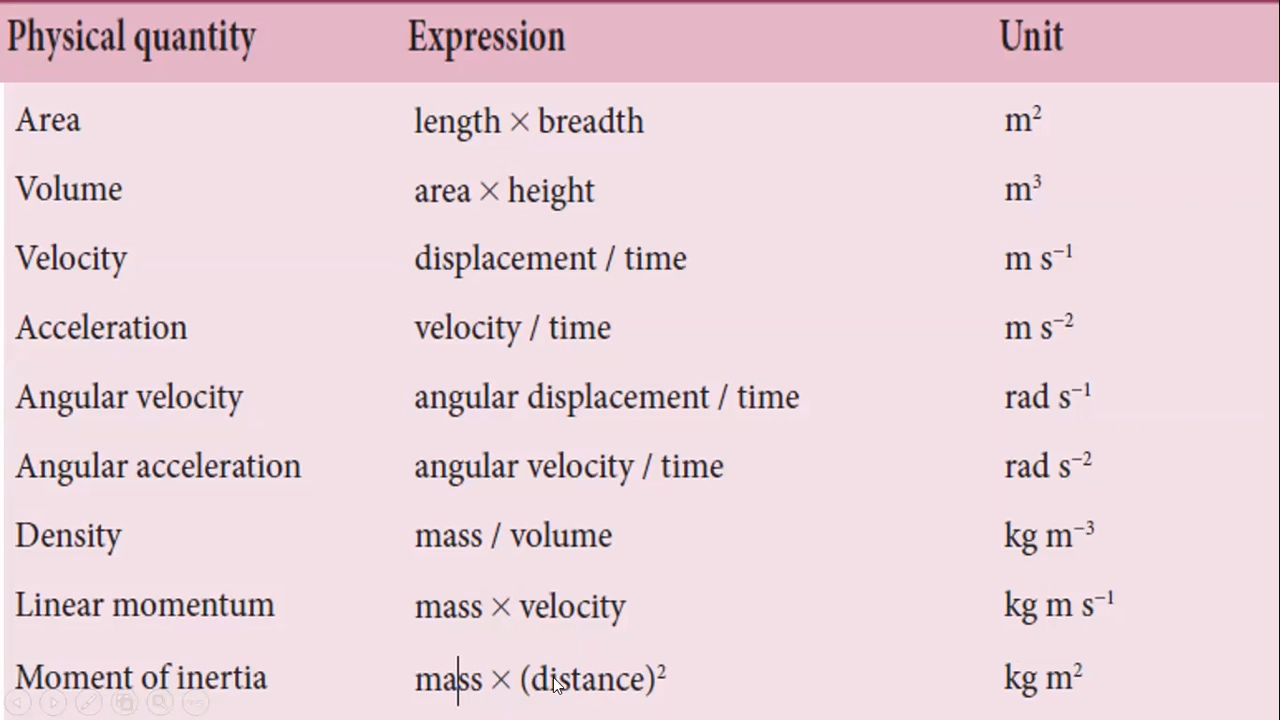 Physical quantity Expression Unit
Area length × breadth m²
Volume area × height m³
Velocity displacement / time m s⁻¹
Acceleration velocity / time m s⁻²
Angular velocity angular displacement / time rad s⁻¹
Angular acceleration angular velocity / time rad s⁻²
Density mass / volume kg m⁻³
Linear momentum mass × velocity kg m s⁻¹
Moment of inertia mass × (distance)² kg m²